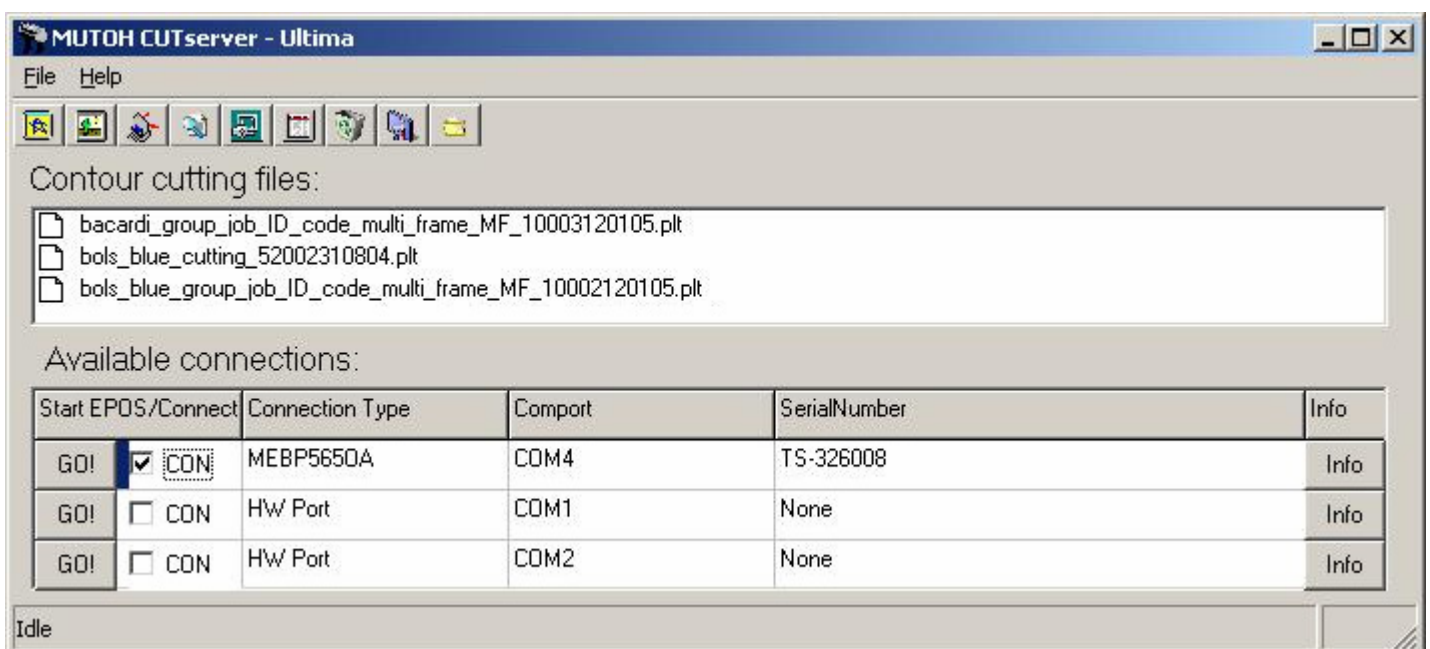 MUTOH CUTserver - Ultima
File Help
Contour cutting files:
bacardi_group_job_ID_code_multi_frame_MF_10003120105.plt
bols_blue_cutting_52002310804.plt
bols_blue_group_job_ID_code_multi_frame_MF_10002120105.plt
Available connections:
Start EPOS/Connect Connection Type Comport SerialNumber Info
GO! CON MEBP565OA COM4 TS-326008 Info
GO! CON HW Port COM1 None Info
GO! CON HW Port COM2 None Info
Idle